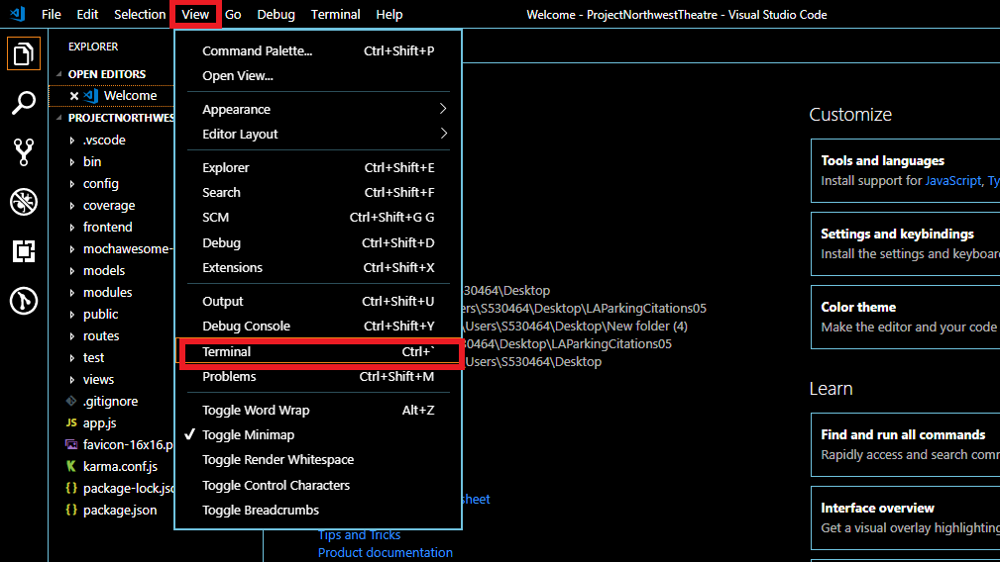 File Edit Selection View Go Debug Terminal Help
Welcome - ProjectNorthwestTheatre - Visual Studio Code
EXPLORER
OPEN EDITORS
Welcome
PROJECTNORTHWES
.vscode
bin
config
coverage
frontend
mochawesome-
models
modules
public
routes
test
views
.gitignore
JS app.js
favicon-16x16.p
K karma.conf.js
{} package-lock.jsc
{} package.json
Command Palette... Ctrl+Shift+P
Open View...
Appearance
Editor Layout
Explorer Ctrl+Shift+E
Search Ctrl+Shift+F
SCM Ctrl+Shift+G G
Debug Ctrl+Shift+D
Extensions Ctrl+Shift+X
Output Ctrl+Shift+U
Debug Console Ctrl+Shift+Y
Terminal Ctrl+`
Problems Ctrl+Shift+M
Toggle Word Wrap Alt+Z
✓ Toggle Minimap
Toggle Render Whitespace
Toggle Control Characters
Toggle Breadcrumbs
30464\Desktop
ers\S530464\Desktop\LAParkingCitations05
\Users\S530464\Desktop\New folder (4)
30464\Desktop\LAParkingCitations05
Users\S530464\Desktop
sheet
Tips and Tricks
Product documentation
Customize
Tools and languages
Install support for JavaScript, Ty
Settings and keybindings
Install the settings and keyboar
Color theme
Make the editor and your code
Learn
Find and run all commands
Rapidly access and search comm
Interface overview
Get a visual overlay highlighting